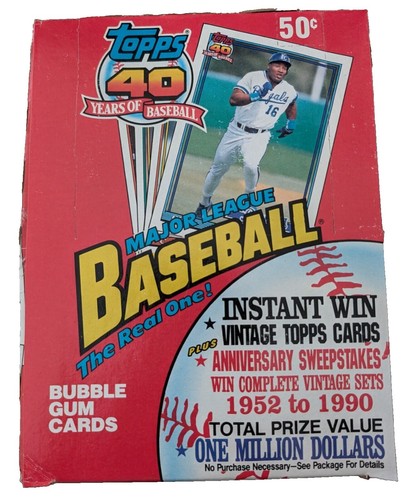 topps
50¢
40
YEARS OF BASEBALL
topps
40
Royals
16
MAJOR LEAGUE
BASEBALL®
The Real One!
INSTANT WIN
VINTAGE TOPPS CARDS
PLUS
ANNIVERSARY SWEEPSTAKES
WIN COMPLETE VINTAGE SETS
1952 to 1990
BUBBLE
GUM
CARDS
TOTAL PRIZE VALUE
ONE MILLION DOLLARS
No Purchase Necessary—See Package For Details